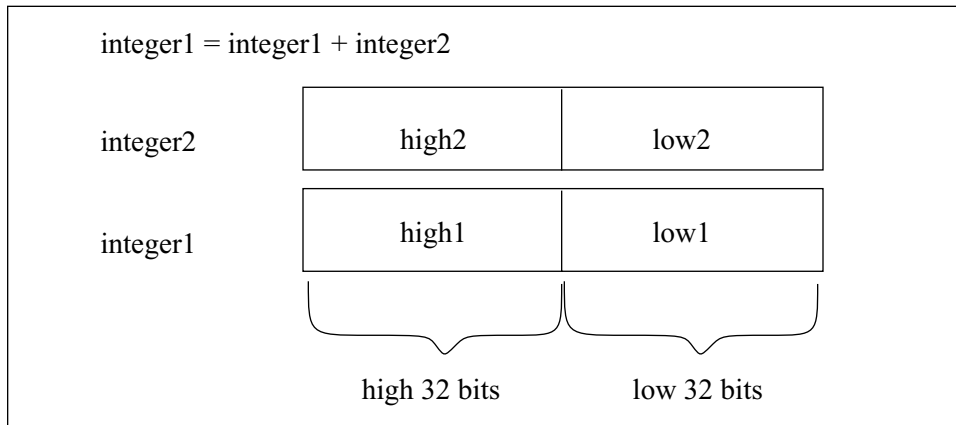 integer1 = integer1 + integer2
integer2 high2 low2
integer1 high1 low1
high 32 bits low 32 bits